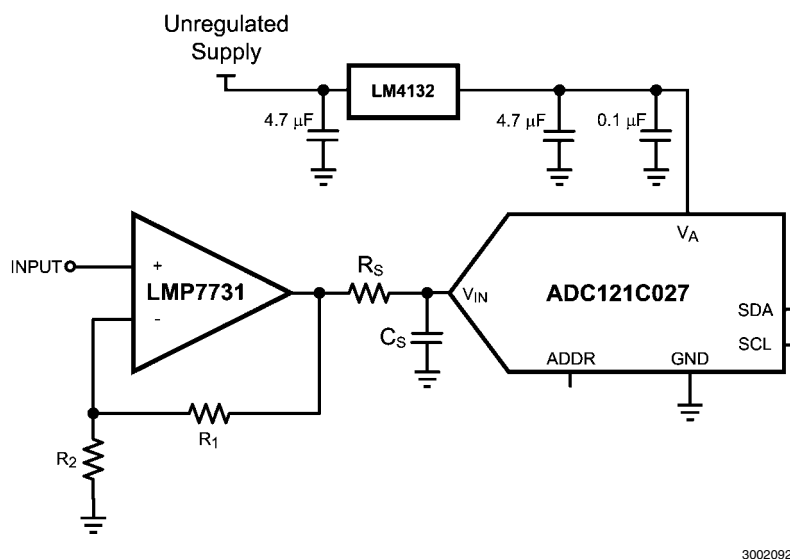 Unregulated
Supply
LM4132
4.7 µF
4.7 µF
0.1 µF
VA
INPUT
+
LMP7731
-
RS
VIN
ADC121C027
SDA
CS
SCL
ADDR
GND
R1
R2
3002092